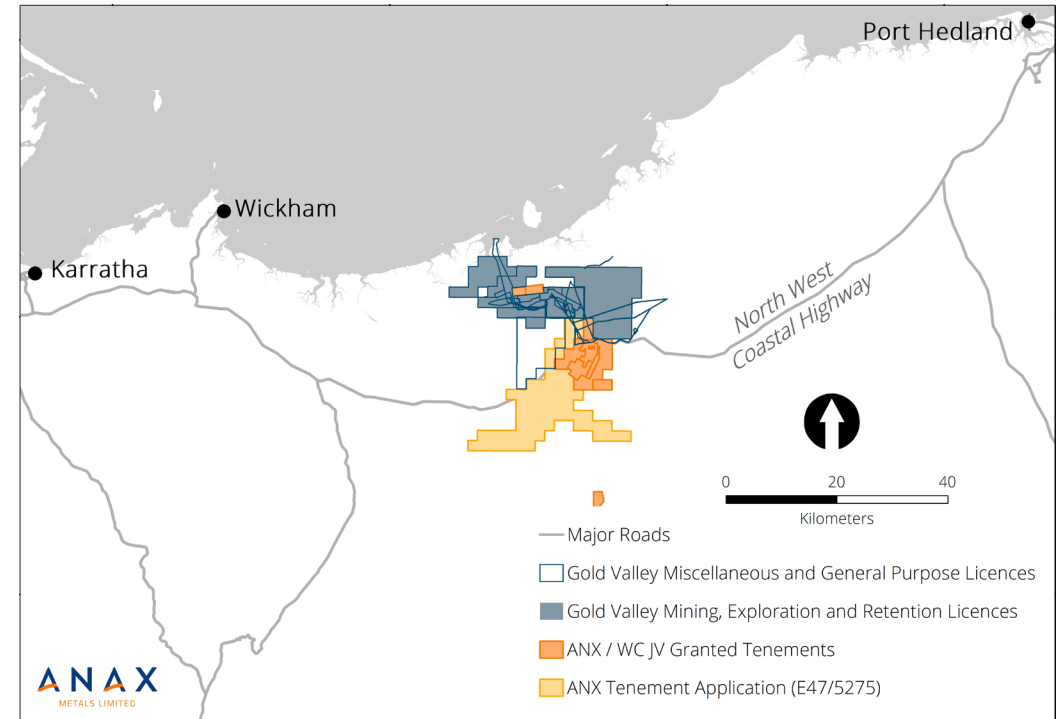 Port Hedland
Wickham
Karratha
North West
Coastal Highway
0 20 40
Kilometers
Major Roads
Gold Valley Miscellaneous and General Purpose Licences
Gold Valley Mining, Exploration and Retention Licences
ANX / WC JV Granted Tenements
ANX Tenement Application (E47/5275)
ANAX
METALS LIMITED